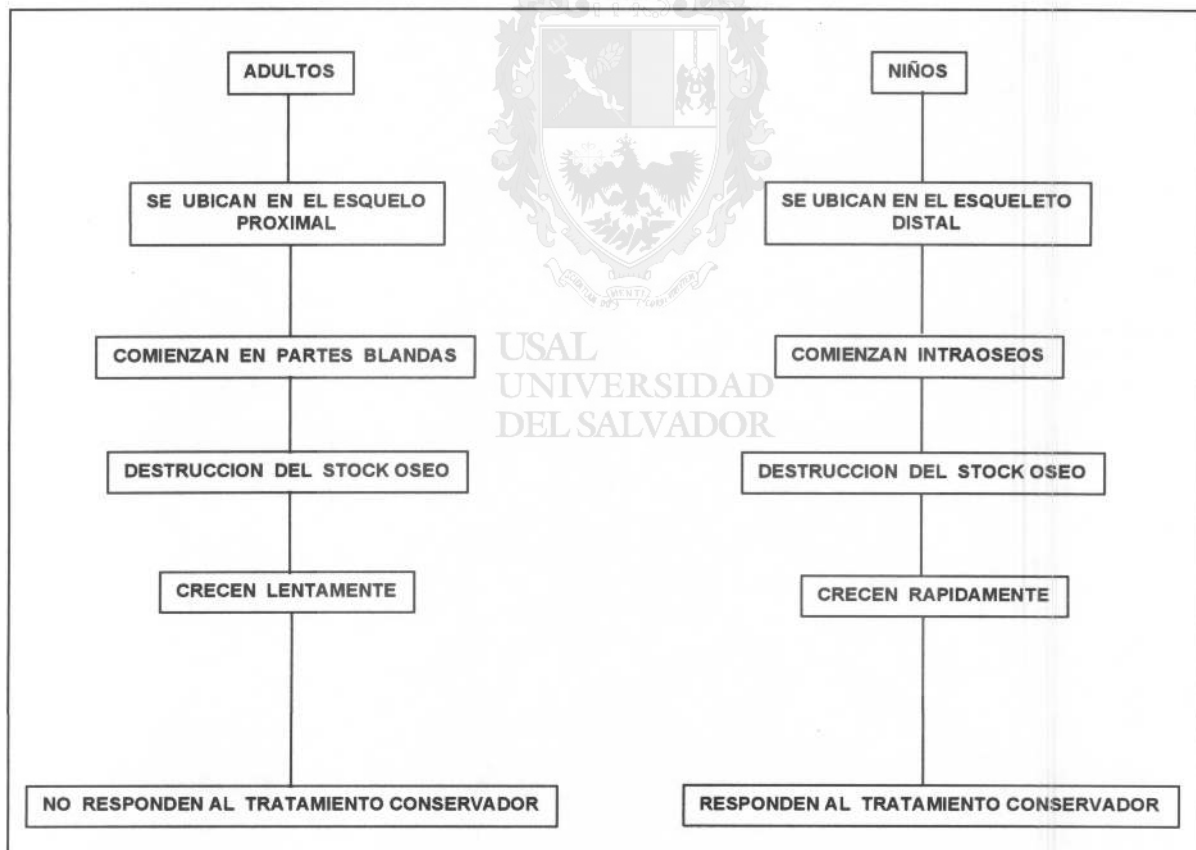 ADULTOS
SE UBICAN EN EL ESQUELO
PROXIMAL
COMIENZAN EN PARTES BLANDAS
DESTRUCCION DEL STOCK OSEO
CRECEN LENTAMENTE
NO RESPONDEN AL TRATAMIENTO CONSERVADOR
NIÑOS
SE UBICAN EN EL ESQUELETO
DISTAL
COMIENZAN INTRAOSEOS
DESTRUCCION DEL STOCK OSEO
CRECEN RAPIDAMENTE
RESPONDEN AL TRATAMIENTO CONSERVADOR
USAL
UNIVERSIDAD
DEL SALVADOR